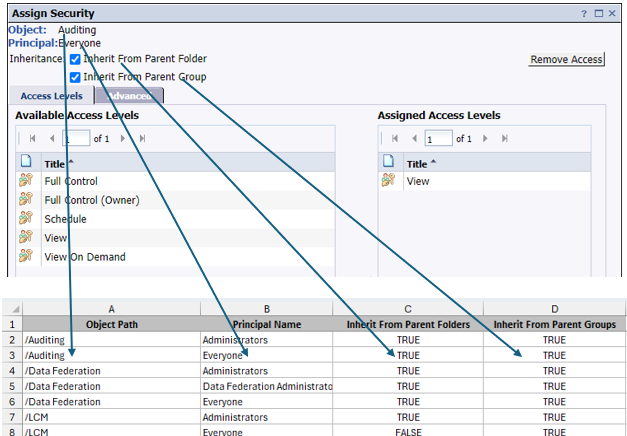 Assign Security ? □ ×
Object: Auditing
Principal: Everyone
Inheritance: Inherit From Parent Folder
Inherit From Parent Group
Remove Access
Access Levels Advanced
Available Access Levels Assigned Access Levels
1 of 1 1 of 1
Title Title
Full Control View
Full Control (Owner)
Schedule
View
View On Demand
A B C D
1 Object Path Principal Name Inherit From Parent Folders Inherit From Parent Groups
2 /Auditing Administrators TRUE TRUE
3 /Auditing Everyone TRUE TRUE
4 /Data Federation Administrators TRUE TRUE
5 /Data Federation Data Federation Administrato TRUE TRUE
6 /Data Federation Everyone TRUE TRUE
7 /LCM Administrators TRUE TRUE
8 /LCM Everyone FALSE TRUE